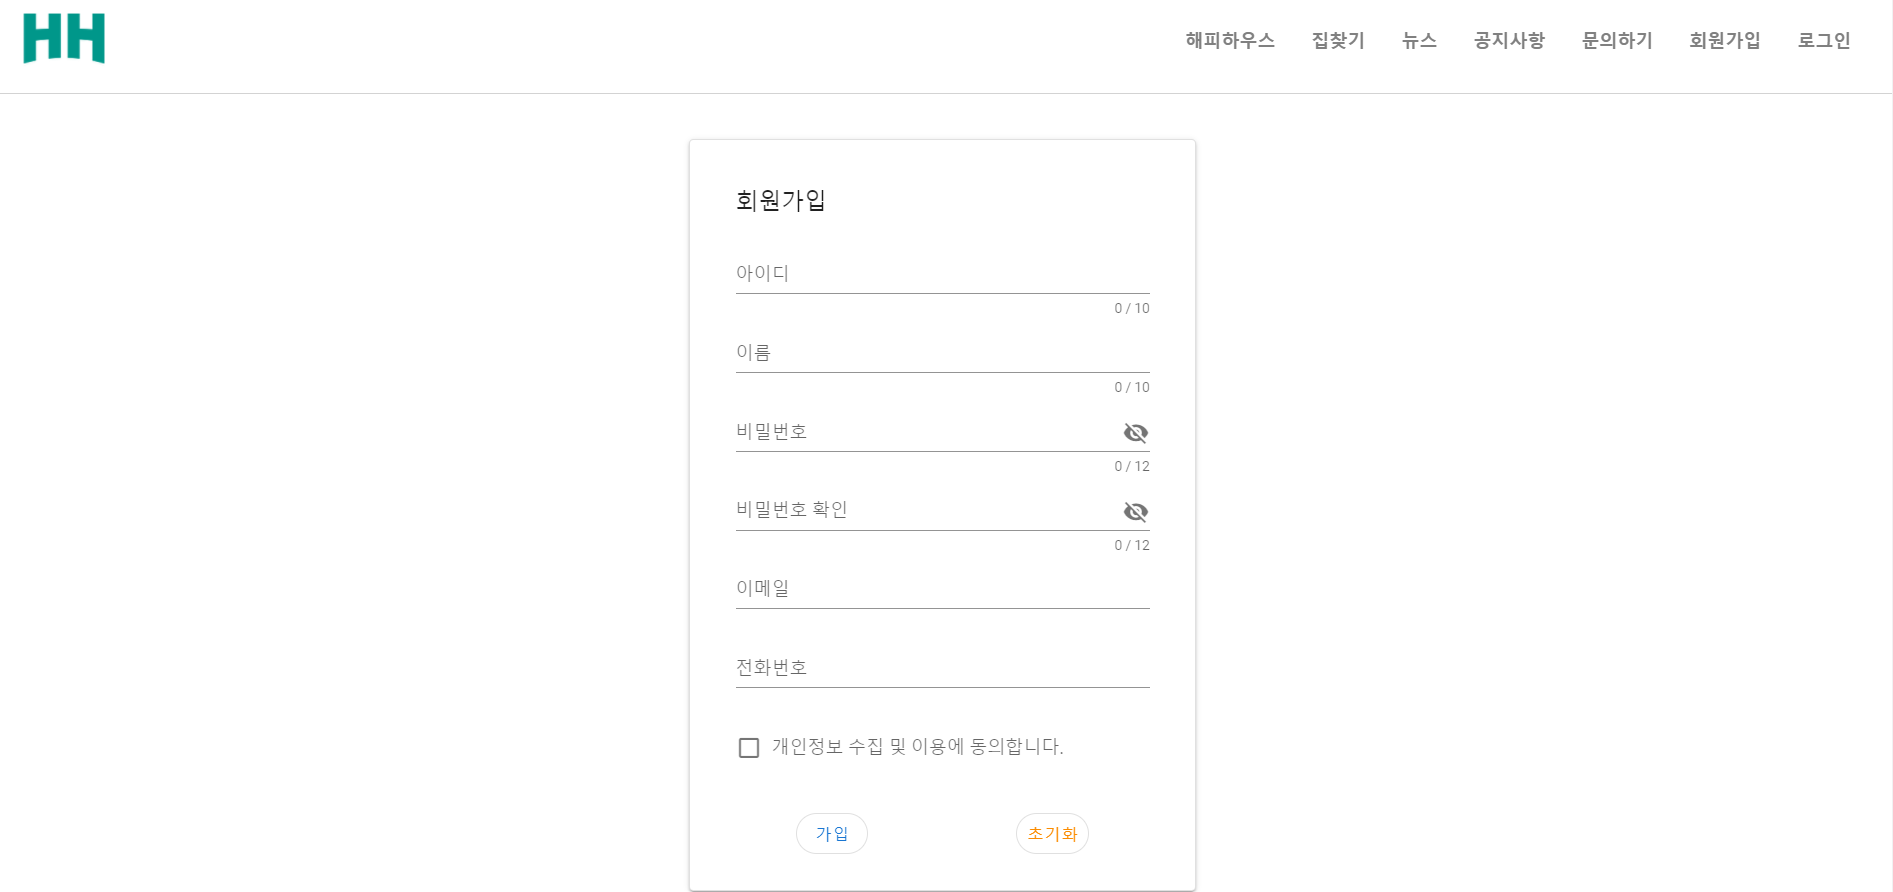 HH
해피하우스 집찾기 뉴스 공지사항 문의하기 회원가입 로그인
회원가입
아이디
0 / 10
이름
0 / 10
비밀번호
0 / 12
비밀번호 확인
0 / 12
이메일
전화번호
개인정보 수집 및 이용에 동의합니다.
가입 초기화